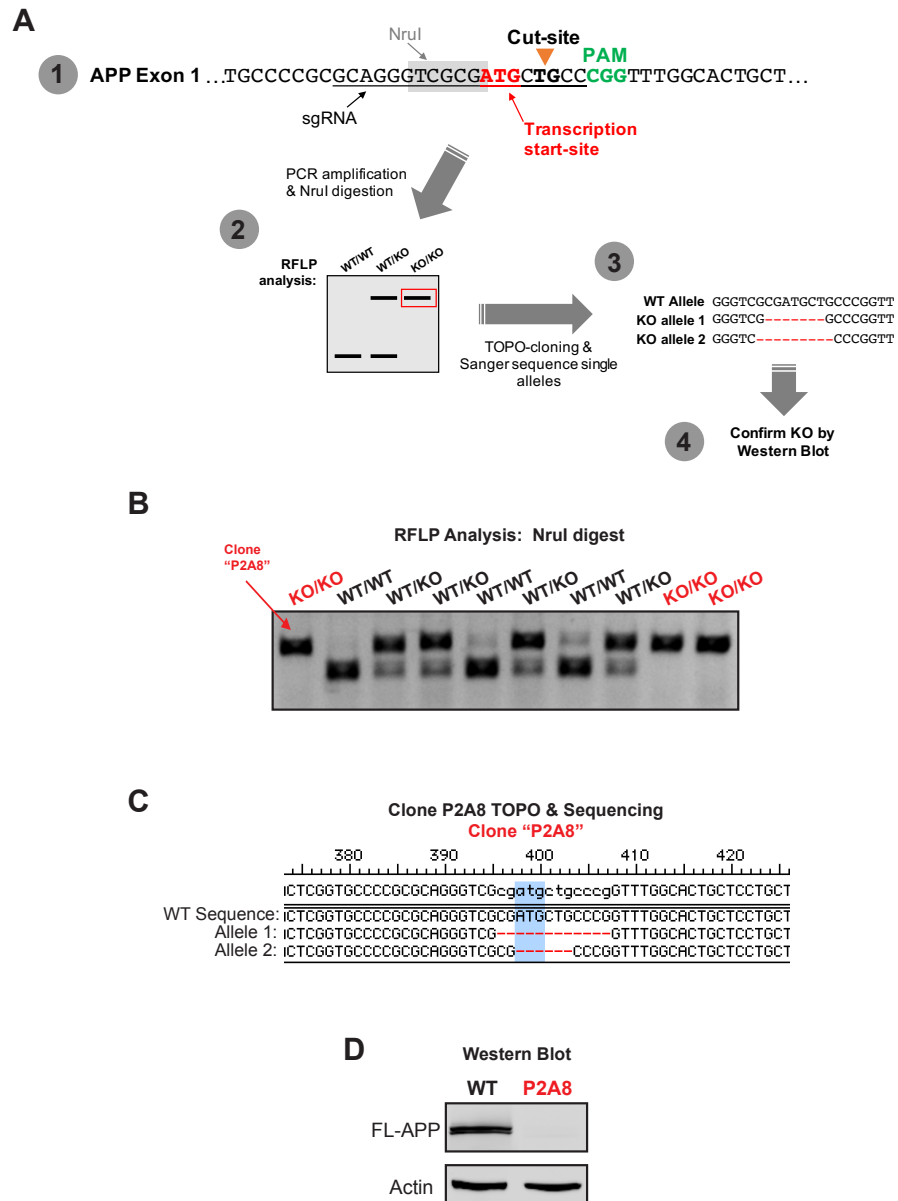 A
NruI
Cut-site
PAM
1
APP Exon 1 ...TGCCCCGCGCAGGGTCGCGATGCTGCCCGGTTTGGCACTGCT...
sgRNA
Transcription
start-site
PCR amplification
& NruI digestion
2
RFLP
analysis:
WT/WT
WT/KO
KO/KO
3
TOPO-cloning &
Sanger sequence single
alleles
WT Allele GGGTCGCGATGCTGCCCGGTT
KO allele 1 GGGTCG-------GCCCGGTT
KO allele 2 GGGTC---------CCCGGTT
4
Confirm KO by
Western Blot
B
RFLP Analysis: NruI digest
Clone
"P2A8"
KO/KO
WT/WT
WT/KO
WT/KO
WT/WT
WT/KO
WT/WT
WT/KO
KO/KO
KO/KO
C
Clone P2A8 TOPO & Sequencing
Clone "P2A8"
380 390 400 410 420
CTCGGTGCCCCGCGCAGGGTCGcgatgctgcccgGTTTGGCACTGCTCCTGCT
WT Sequence: CTCGGTGCCCCGCGCAGGGTCGCGATGCTGCCCGGTTTGGCACTGCTCCTGCT
Allele 1: CTCGGTGCCCCGCGCAGGGTCG------------GTTTGGCACTGCTCCTGCT
Allele 2: CTCGGTGCCCCGCGCAGGGTCGCG------CCCGGTTTGGCACTGCTCCTGCT
D
Western Blot
WT P2A8
FL-APP
Actin